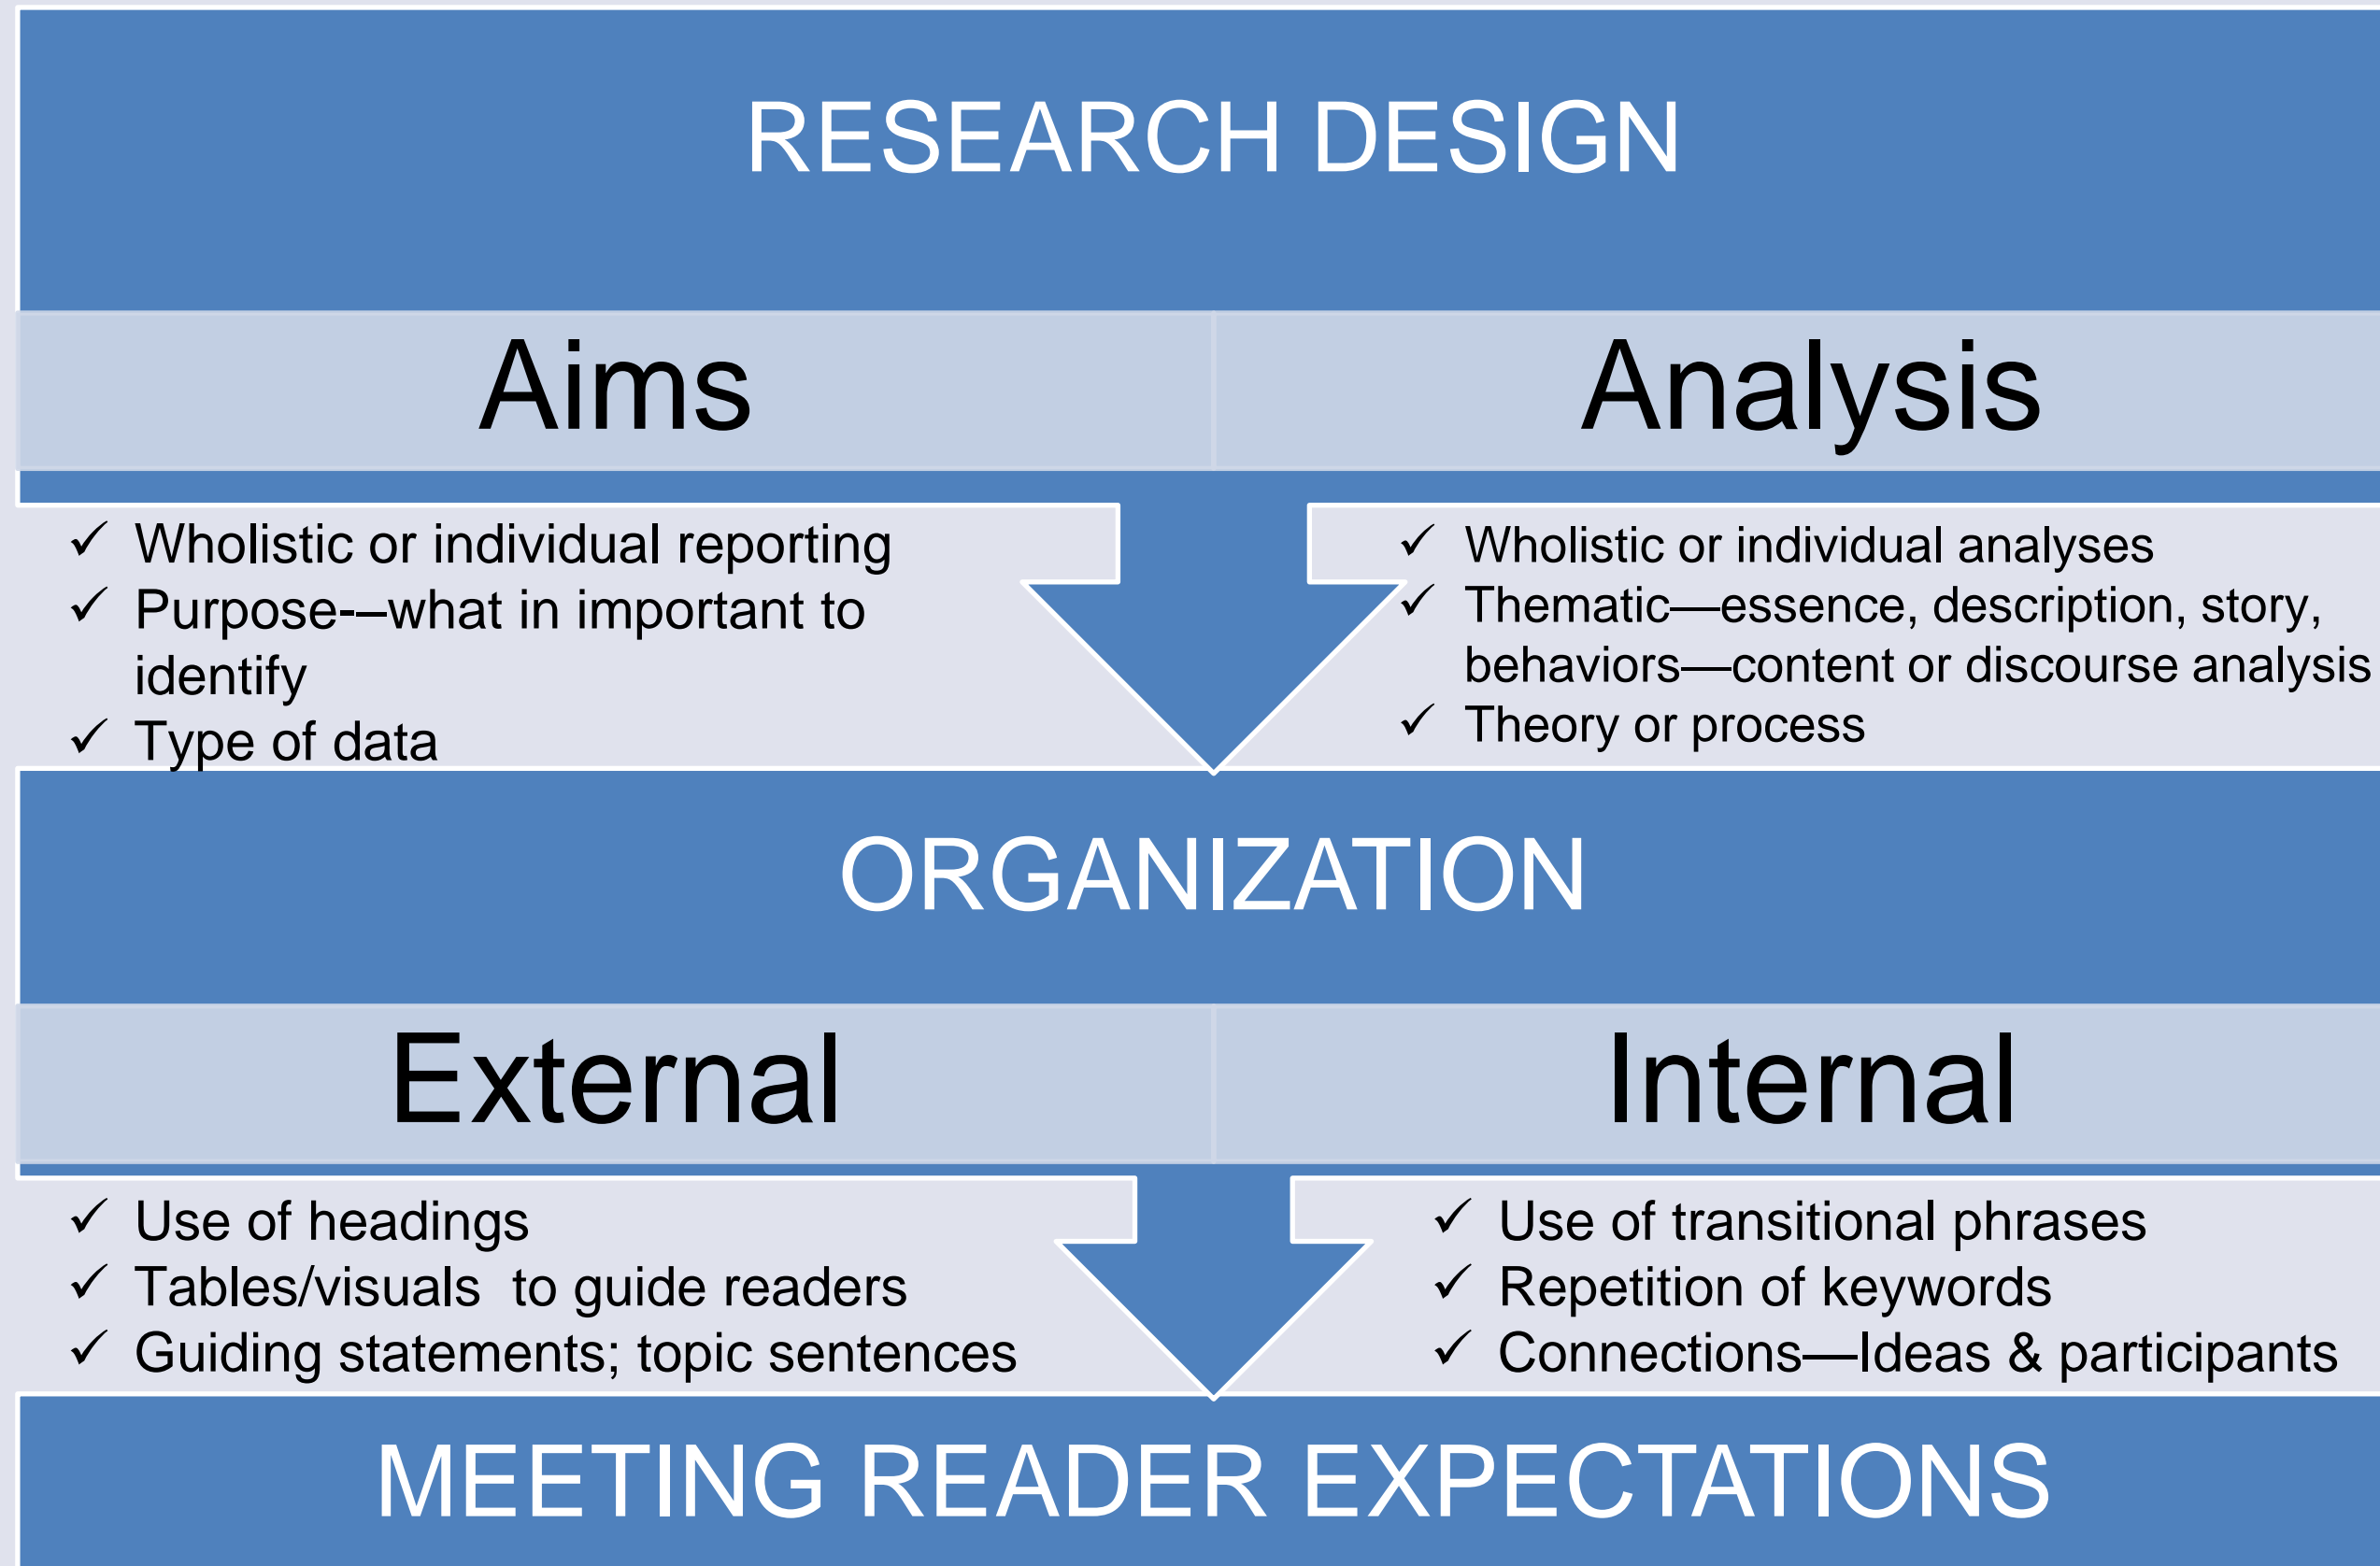 RESEARCH DESIGN
Aims
Analysis
✓ Wholistic or individual reporting
✓ Purpose-—what in important to
identify
✓ Type of data
✓ Wholistic or individual analyses
✓ Thematic—essence, description, story,
behaviors—content or discourse analysis
✓ Theory or process
ORGANIZATION
External
Internal
✓ Use of headings
✓ Tables/visuals  to guide readers
✓ Guiding statements; topic sentences
✓ Use of transitional phrases
✓ Repetition of keywords
✓ Connections—Ideas & participants
MEETING READER EXPECTATIONS